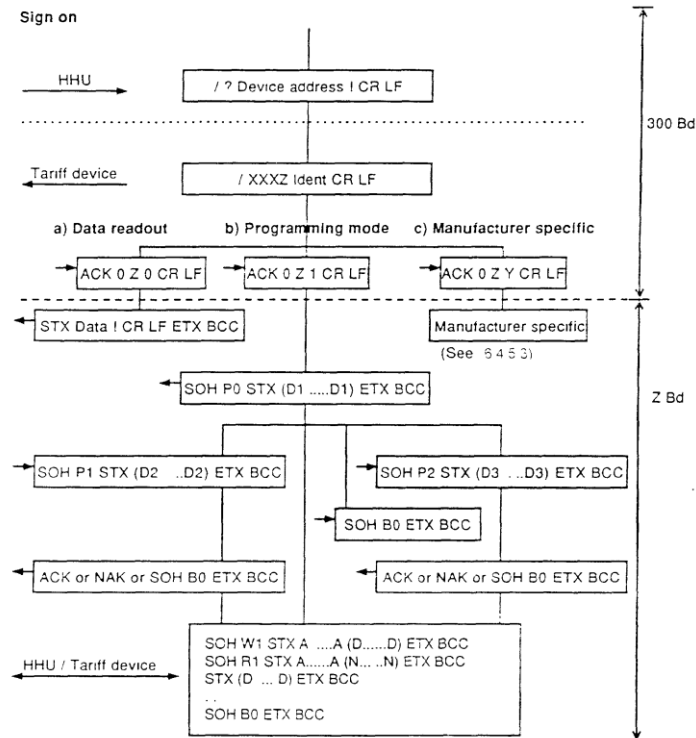 Sign on
HHU
/ ? Device address ! CR LF
300 Bd
Tariff device
/ XXXZ Ident CR LF
a) Data readout
b) Programming mode
c) Manufacturer specific
ACK 0 Z 0 CR LF
ACK 0 Z 1 CR LF
ACK 0 Z Y CR LF
STX Data ! CR LF ETX BCC
Manufacturer specific
(See 6 4 5 3)
SOH P0 STX (D1 .....D1) ETX BCC
Z Bd
SOH P1 STX (D2 ..D2) ETX BCC
SOH P2 STX (D3 ...D3) ETX BCC
SOH B0 ETX BCC
ACK or NAK or SOH B0 ETX BCC
ACK or NAK or SOH B0 ETX BCC
SOH W1 STX A ....A (D......D) ETX BCC
SOH R1 STX A......A (N... ..N) ETX BCC
STX (D ... D) ETX BCC
. .
SOH B0 ETX BCC
HHU / Tariff device